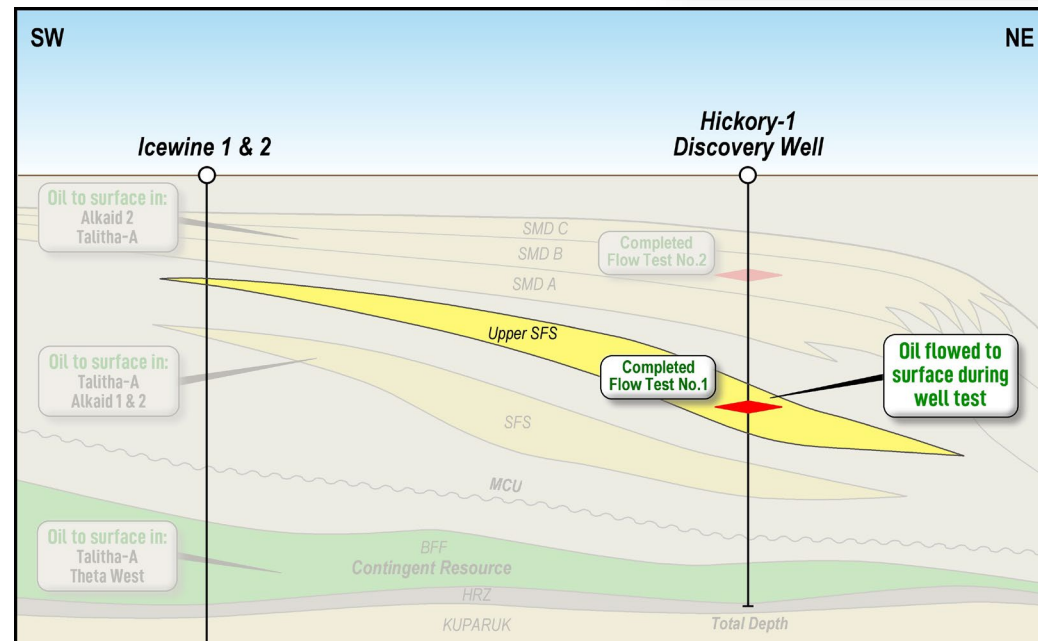 SW
NE
Icewine 1 & 2
Hickory-1
Discovery Well
Oil to surface in:
Alkaid 2
Talitha-A
SMD C
SMD B
SMD A
Completed
Flow Test No.2
Upper SFS
Completed
Flow Test No.1
Oil flowed to
surface during
well test
Oil to surface in:
Talitha-A
Alkaid 1 & 2
SFS
MCU
Oil to surface in:
Talitha-A
Theta West
BFF
Contingent Resource
HRZ
KUPARUK
Total Depth